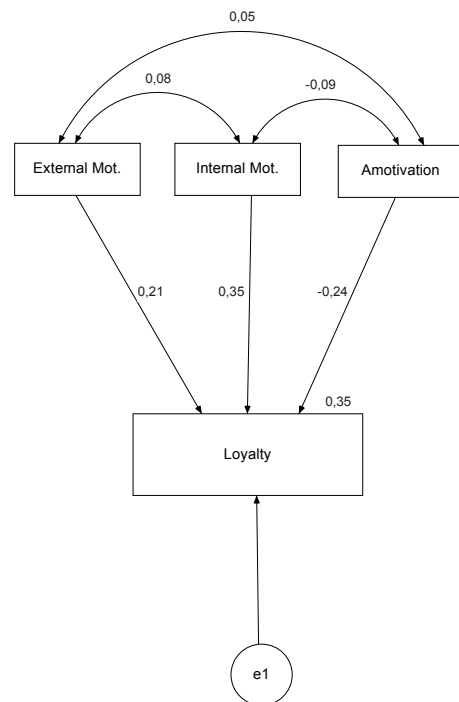 0,05
0,08
-0,09
External Mot.
Internal Mot.
Amotivation
0,21
0,35
-0,24
0,35
Loyalty
e1